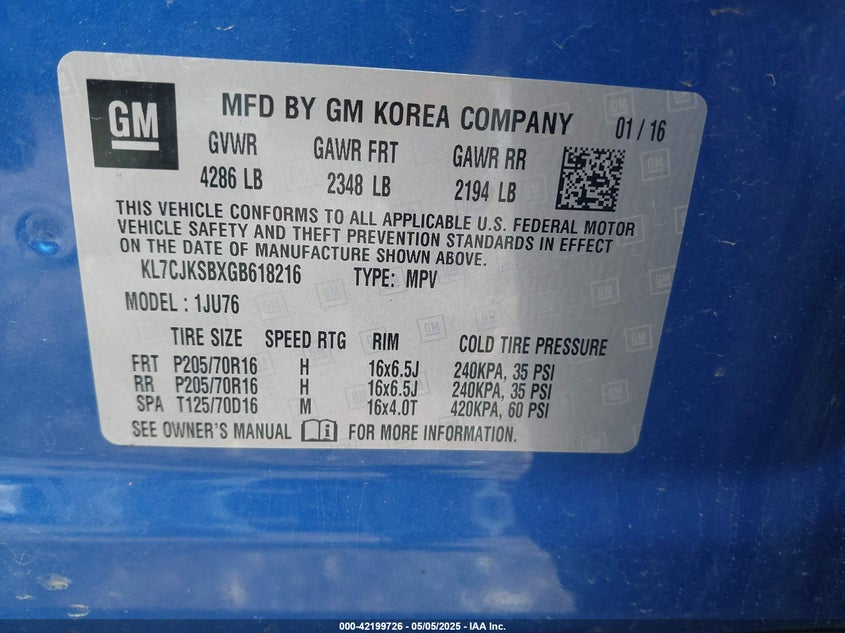 GM
MFD BY GM KOREA COMPANY 01 / 16
GVWR GAWR FRT GAWR RR
4286 LB 2348 LB 2194 LB
THIS VEHICLE CONFORMS TO ALL APPLICABLE U.S. FEDERAL MOTOR
VEHICLE SAFETY AND THEFT PREVENTION STANDARDS IN EFFECT
ON THE DATE OF MANUFACTURE SHOWN ABOVE.
KL7CJKSBXGB618216 TYPE: MPV
MODEL : 1JU76
TIRE SIZE SPEED RTG RIM COLD TIRE PRESSURE
FRT P205/70R16 H 16x6.5J 240KPA, 35 PSI
RR P205/70R16 H 16x6.5J 240KPA, 35 PSI
SPA T125/70D16 M 16x4.0T 420KPA, 60 PSI
SEE OWNER'S MANUAL FOR MORE INFORMATION.
000-42199726 - 05/05/2025 - IAA Inc.